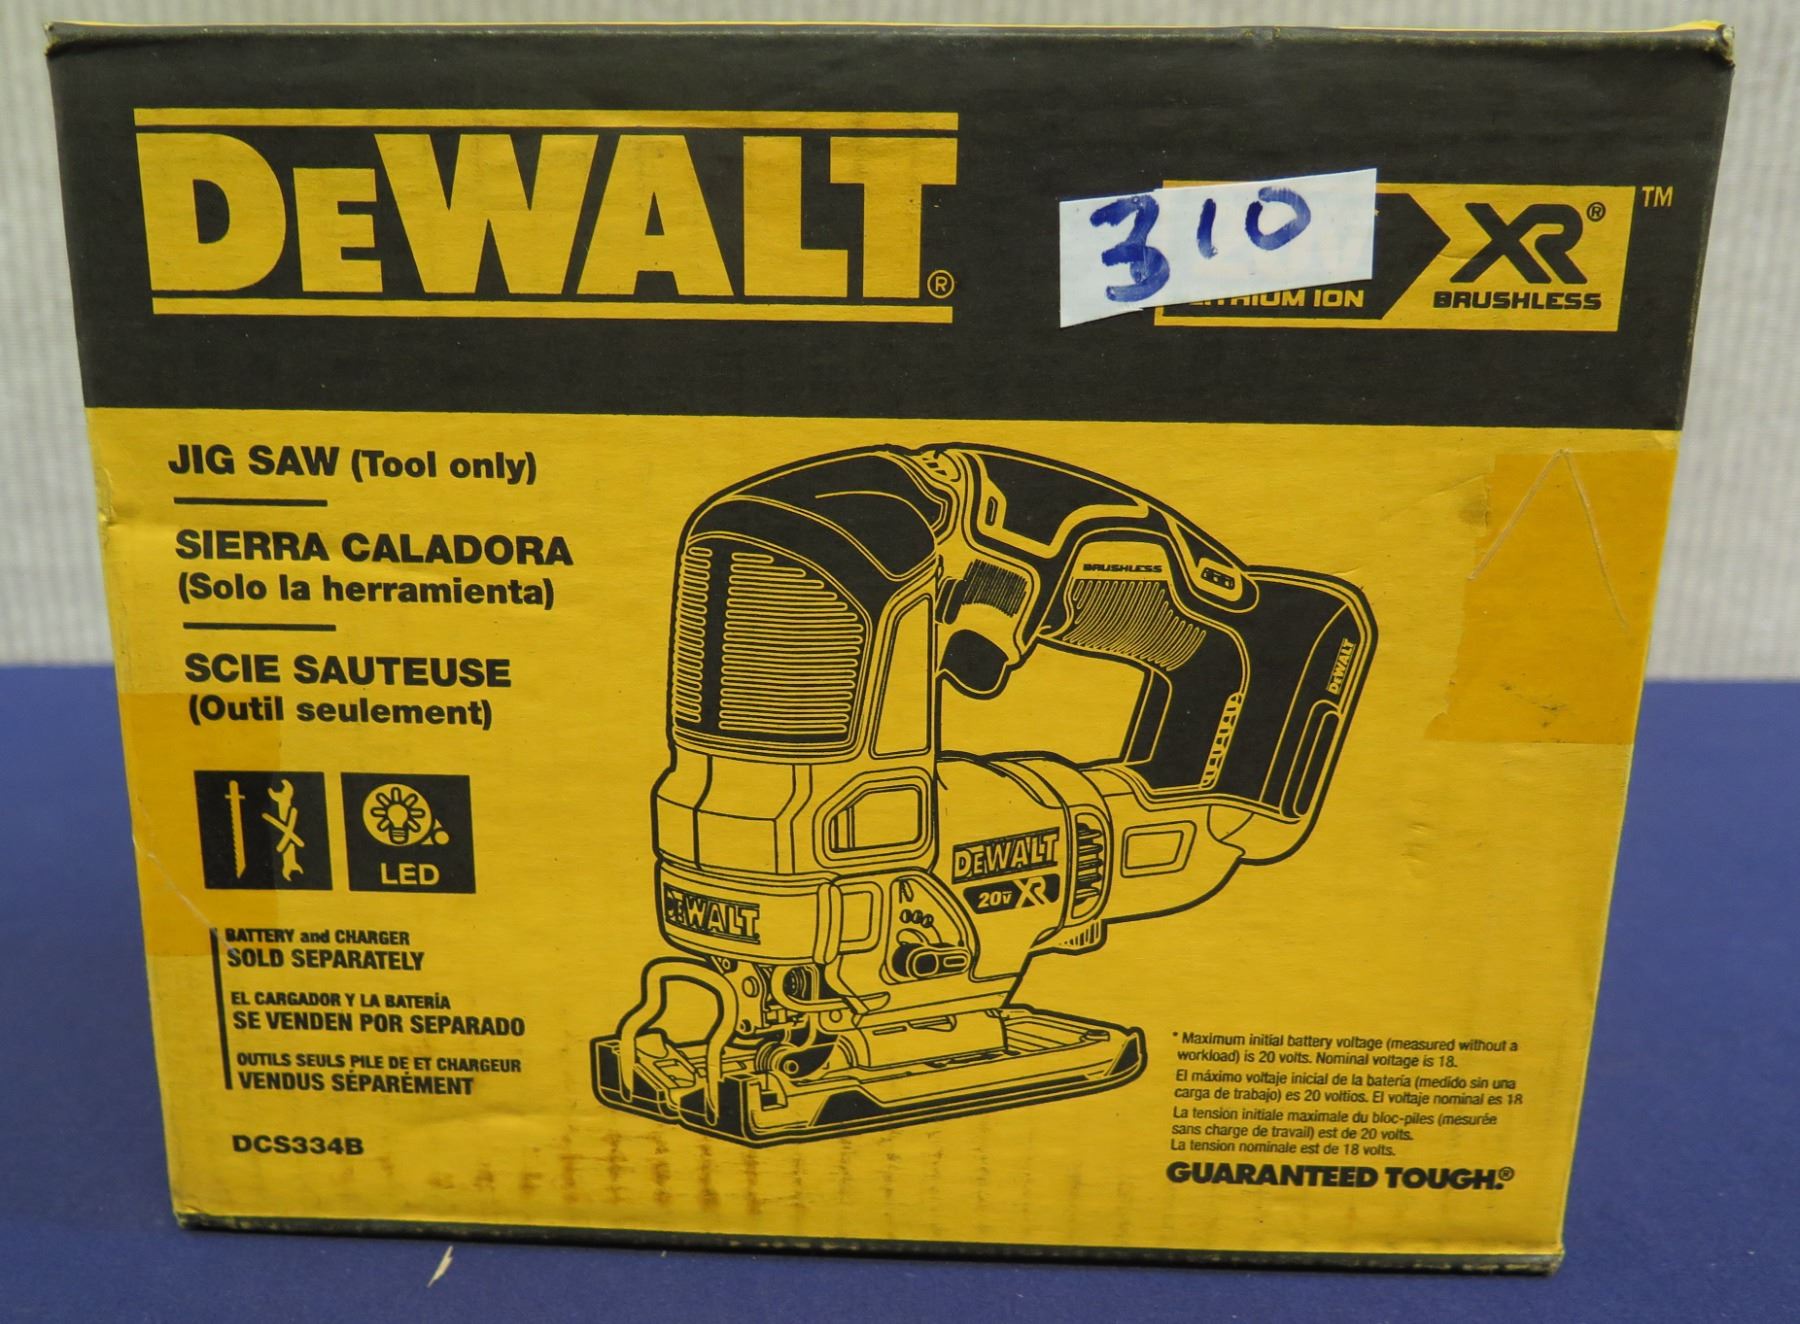 DEWALT®
310
LITHIUM ION
XR®
BRUSHLESS
TM
JIG SAW (Tool only)
SIERRA CALADORA
(Solo la herramienta)
SCIE SAUTEUSE
(Outil seulement)
LED
BATTERY and CHARGER
SOLD SEPARATELY
EL CARGADOR Y LA BATERÍA
SE VENDEN POR SEPARADO
OUTILS SEULS PILE DE ET CHARGEUR
VENDUS SÉPARÉMENT
DCS334B
BRUSHLESS
DEWALT
DEWALT
20V XR
DEWALT
* Maximum initial battery voltage (measured without a
workload) is 20 volts. Nominal voltage is 18.
El máximo voltaje inicial de la batería (medido sin una
carga de trabajo) es 20 voltios. El voltaje nominal es 18
La tension initiale maximale du bloc-piles (mesurée
sans charge de travail) est de 20 volts.
La tension nominale est de 18 volts.
GUARANTEED TOUGH.®